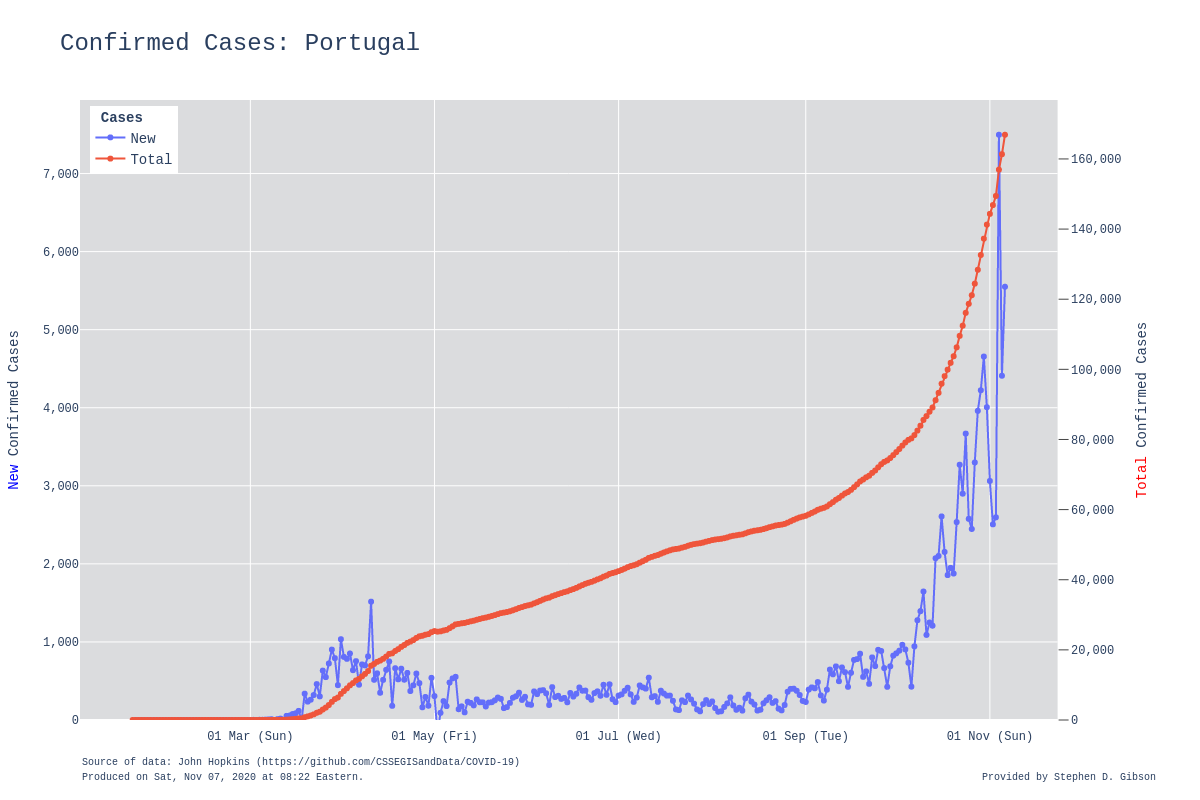 Confirmed Cases: Portugal
Cases
New
Total
7,000
6,000
5,000
4,000
3,000
2,000
1,000
0
160,000
140,000
120,000
100,000
80,000
60,000
40,000
20,000
0
New Confirmed Cases
Total Confirmed Cases
01 Mar (Sun)
01 May (Fri)
01 Jul (Wed)
01 Sep (Tue)
01 Nov (Sun)
Source of data: John Hopkins (https://github.com/CSSEGISandData/COVID-19)
Produced on Sat, Nov 07, 2020 at 08:22 Eastern.
Provided by Stephen D. Gibson